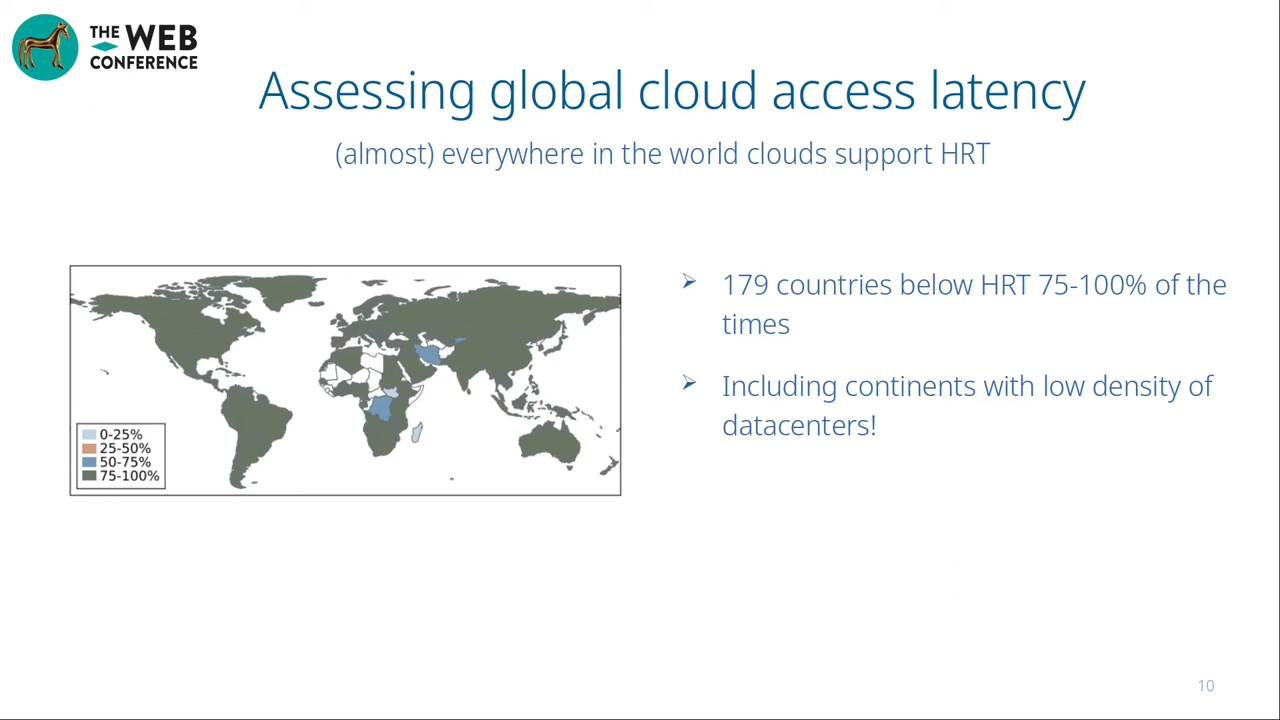 THE WEB
CONFERENCE
Assessing global cloud access latency
(almost) everywhere in the world clouds support HRT
0-25%
25-50%
50-75%
75-100%
179 countries below HRT 75-100% of the
times
Including continents with low density of
datacenters!
10